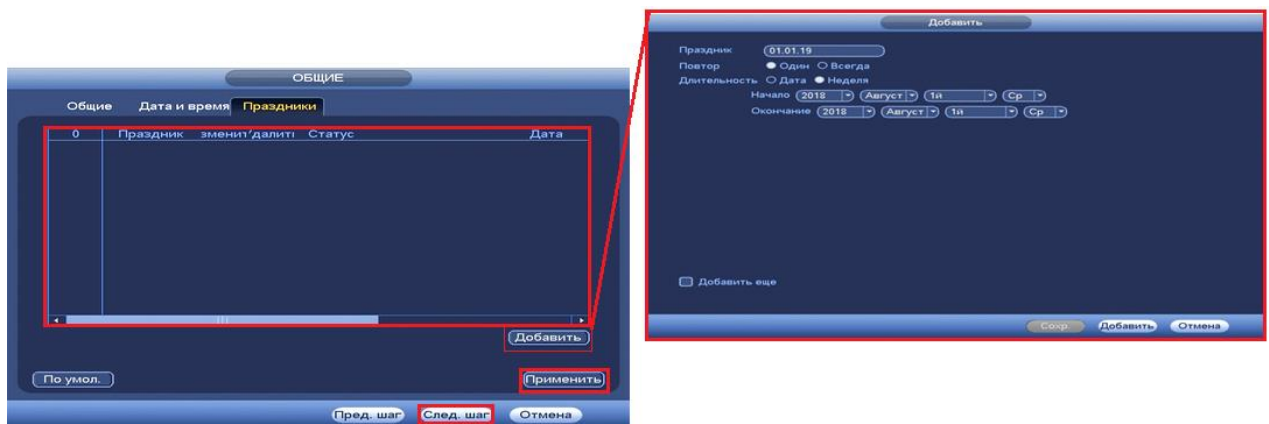 ОБЩИЕ
Общие Дата и время Праздники
0 Праздник зменит/далити Статус Дата
Добавить
По умол. Применить
Пред. шаг След. шаг Отмена
Добавить
Праздник 01.01.19
Повтор Один Всегда
Длительность Дата Неделя
Начало 2018 Август 1й Ср
Окончание 2018 Август 1й Ср
Добавить еще
Сохр. Добавить Отмена